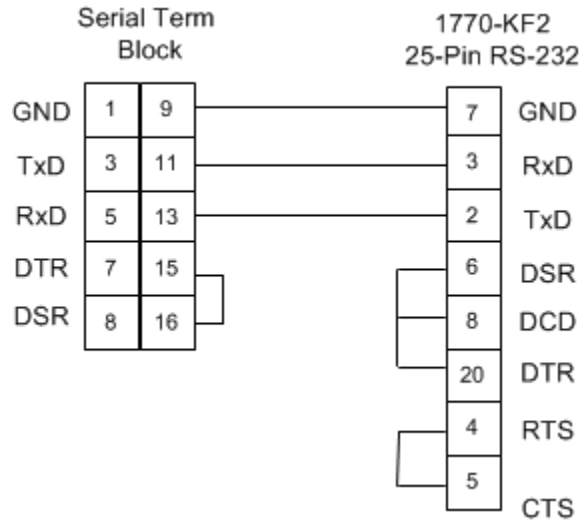 Serial Term
Block
1770-KF2
25-Pin RS-232
GND 1 9 7 GND
TxD 3 11 3 RxD
RxD 5 13 2 TxD
DTR 7 15 6 DSR
DSR 8 16 8 DCD
20 DTR
4 RTS
5 CTS